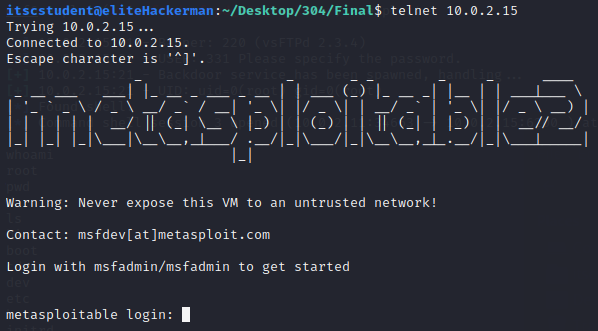 itscstudent@eliteHackerman:~/Desktop/304/Final$ telnet 10.0.2.15
Trying 10.0.2.15...
Connected to 10.0.2.15.
Escape character is '^]'.
metasploitable 2
Warning: Never expose this VM to an untrusted network!
Contact: msfdev[at]metasploit.com
Login with msfadmin/msfadmin to get started
metasploitable login: